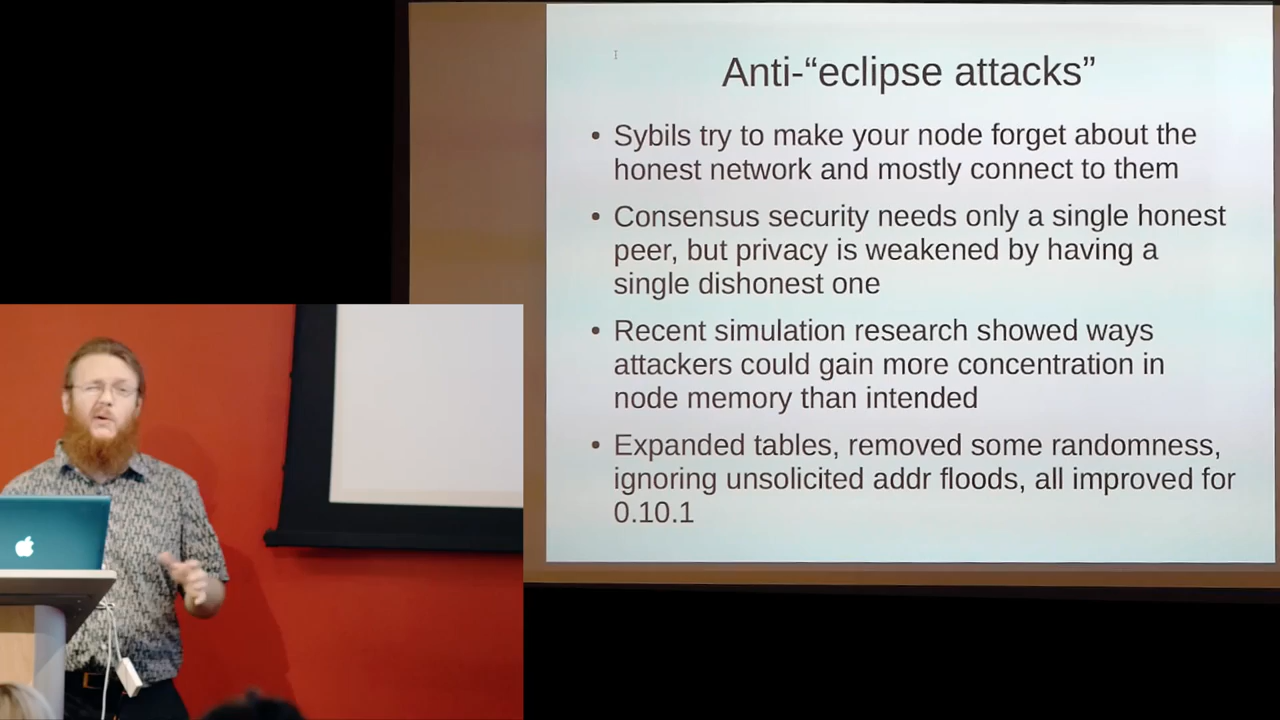 Anti-“eclipse attacks”
• Sybils try to make your node forget about the
honest network and mostly connect to them
• Consensus security needs only a single honest
peer, but privacy is weakened by having a
single dishonest one
• Recent simulation research showed ways
attackers could gain more concentration in
node memory than intended
• Expanded tables, removed some randomness,
ignoring unsolicited addr floods, all improved for
0.10.1